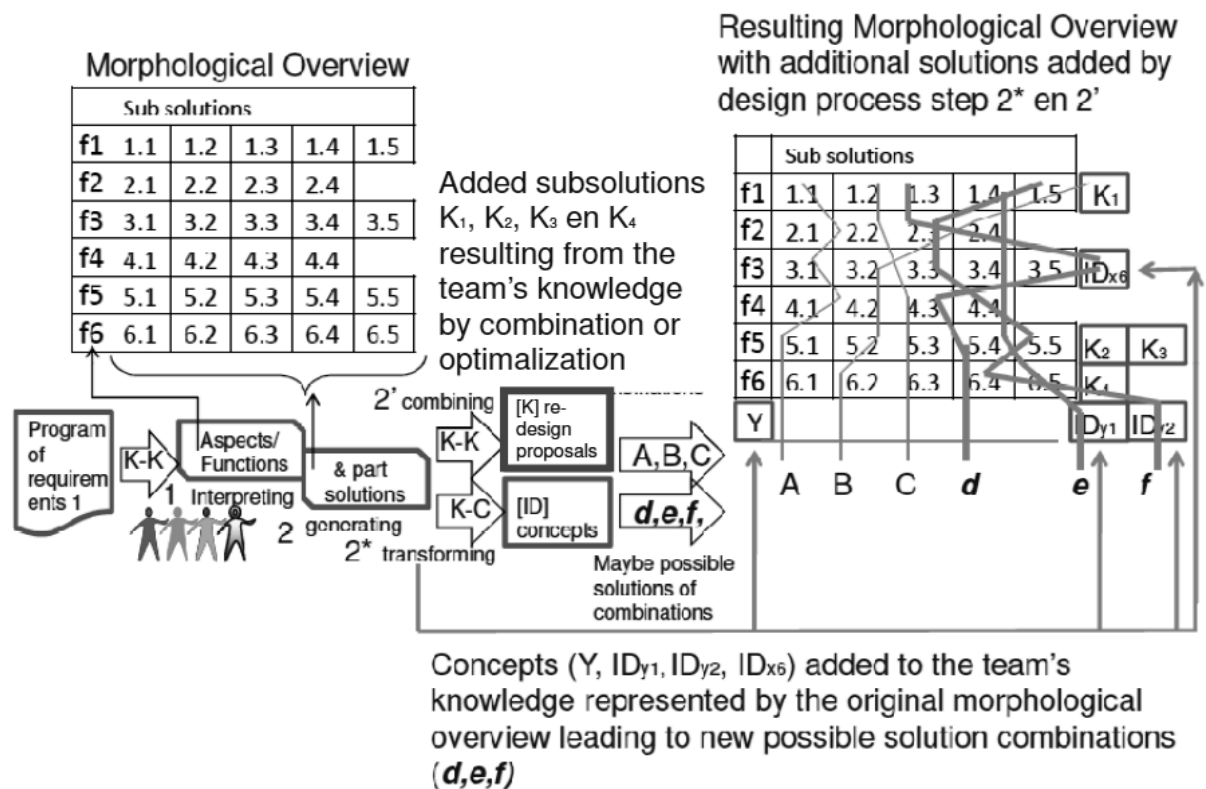 Morphological Overview
Sub solutions
f1 1.1 1.2 1.3 1.4 1.5
f2 2.1 2.2 2.3 2.4
f3 3.1 3.2 3.3 3.4 3.5
f4 4.1 4.2 4.3 4.4
f5 5.1 5.2 5.3 5.4 5.5
f6 6.1 6.2 6.3 6.4 6.5
Added subsolutions
K1, K2, K3 en K4
resulting from the
team's knowledge
by combination or
optimalization
Resulting Morphological Overview
with additional solutions added by
design process step 2* en 2'
Sub solutions
f1 1.1 1.2 1.3 1.4 1.5 K1
f2 2.1 2.2 2.3 2.4
f3 3.1 3.2 3.3 3.4 3.5 IDx6
f4 4.1 4.2 4.3 4.4
f5 5.1 5.2 5.3 5.4 5.5 K2 K3
f6 6.1 6.2 6.3 6.4 6.5
Y IDy1 IDy2
A B C d e f
Program
of
requirem
ents 1
K-K
Aspects/
Functions
& part
solutions
1 Interpreting
2 generating
2* transforming
2' combining
K-K
[K] re-
design
proposals
A,B,C
K-C
[ID]
concepts
d,e,f,
Maybe possible
solutions of
combinations
Concepts (Y, IDy1, IDy2, IDx6) added to the team's
knowledge represented by the original morphological
overview leading to new possible solution combinations
(d,e,f)